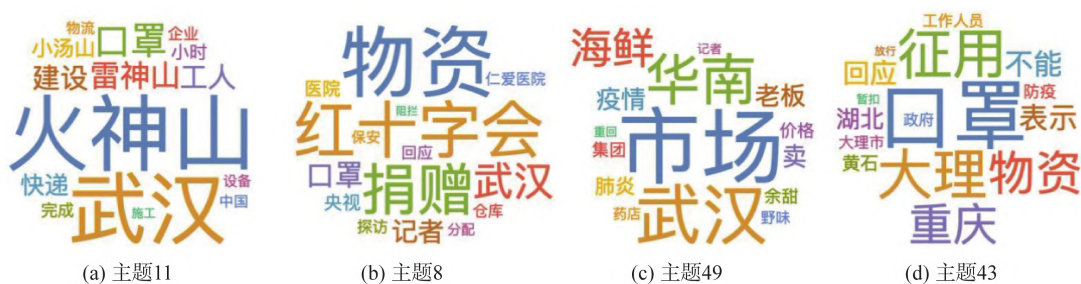 物流
口罩
企业
小汤山
小时
建设
雷神山
工人
火神山
快递
武汉
设备
中国
完成
施工
(a) 主题11
物资
医院
仁爱医院
阻拦
红十字会
保安
回应
口罩
捐赠
武汉
央视
仓库
探访
记者
分配
(b) 主题8
海鲜
记者
华南
疫情
老板
市场
重回
价格
集团
卖
肺炎
武汉
余甜
药店
野味
(c) 主题49
工作人员
征用
放行
回应
不能
暂扣
口罩
政府
防疫
湖北
表示
大理市
黄石
大理
物资
重庆
(d) 主题43